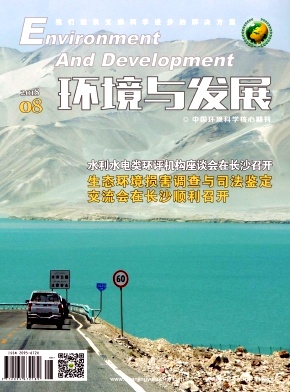 Environment
And Development
2018
08
环境与发展
© 中国环境科学核心期刊
水利水电类环评机构座谈会在长沙召开
生态环境损害调查与司法鉴定
交流会在长沙顺利召开
60